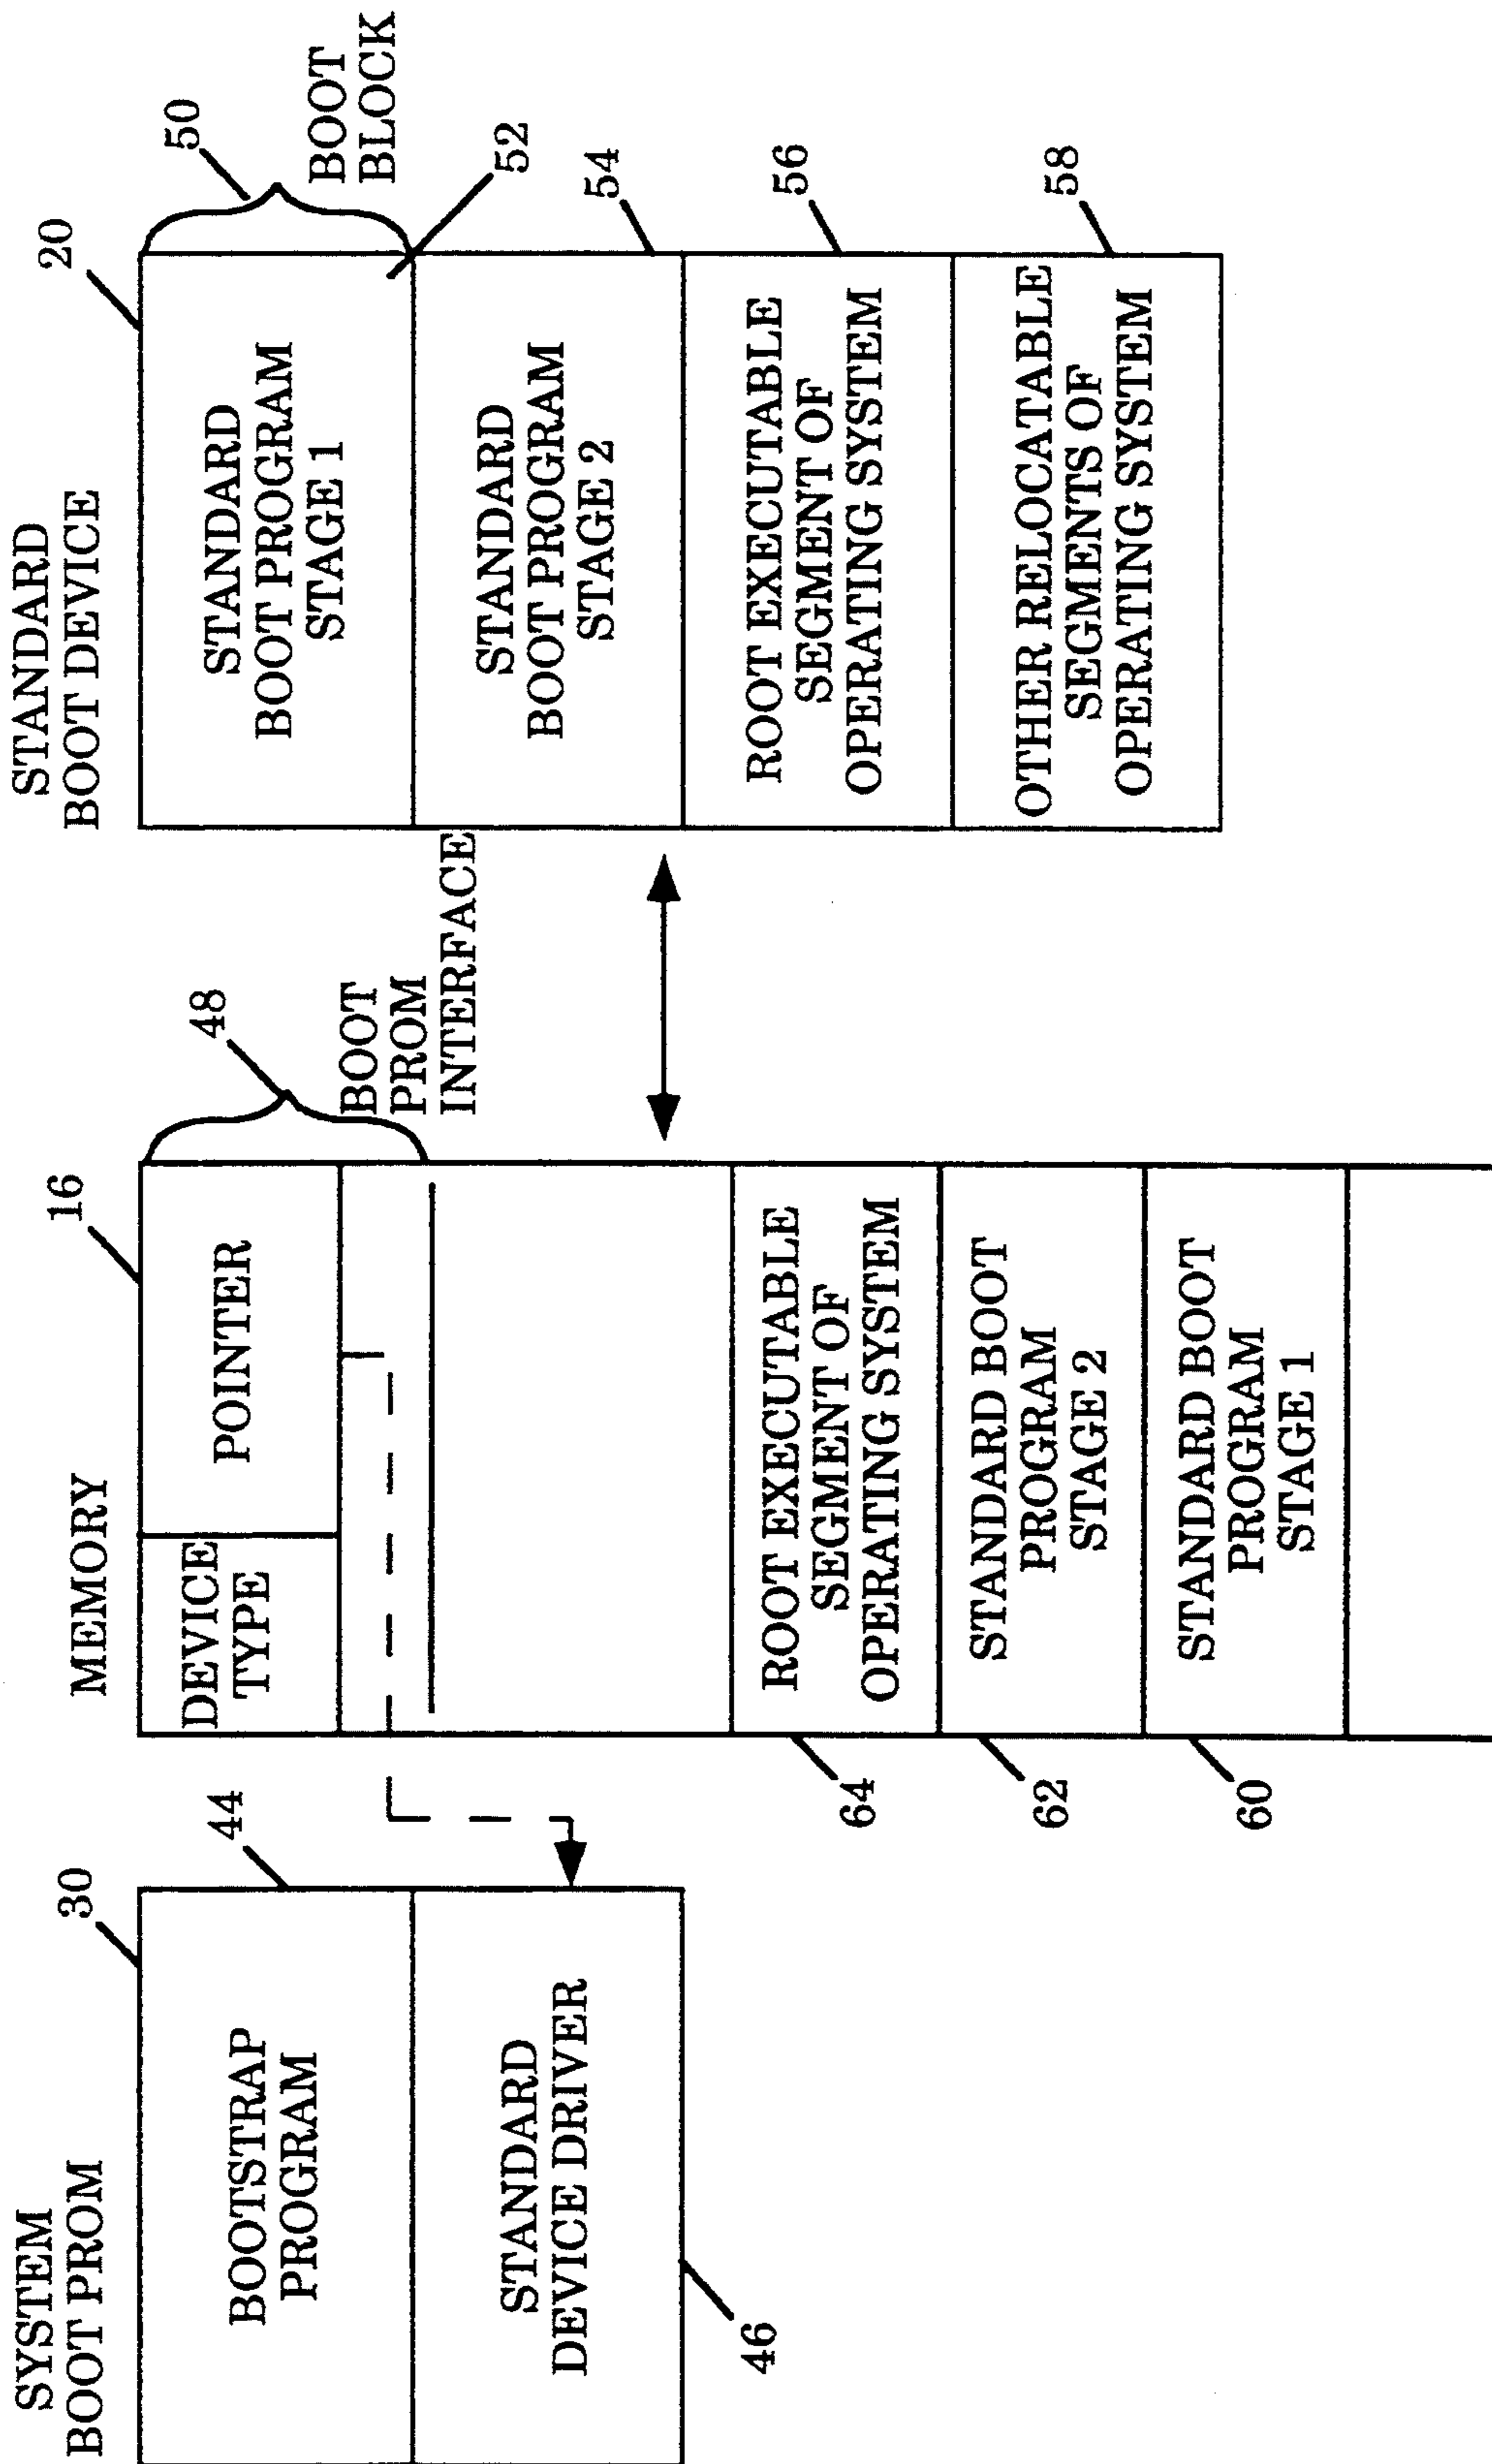 SYSTEM
BOOT PROM
30
BOOTSTRAP
PROGRAM
44
STANDARD
DEVICE DRIVER
46
MEMORY
16
DEVICE
TYPE
POINTER
48
BOOT
PROM
INTERFACE
ROOT EXECUTABLE
SEGMENT OF
OPERATING SYSTEM
64
STANDARD BOOT
PROGRAM
STAGE 2
62
STANDARD BOOT
PROGRAM
STAGE 1
60
STANDARD
BOOT DEVICE
20
50
BOOT
BLOCK
STANDARD
BOOT PROGRAM
STAGE 1
52
STANDARD
BOOT PROGRAM
STAGE 2
54
ROOT EXECUTABLE
SEGMENT OF
OPERATING SYSTEM
56
OTHER RELOCATABLE
SEGMENTS OF
OPERATING SYSTEM
58